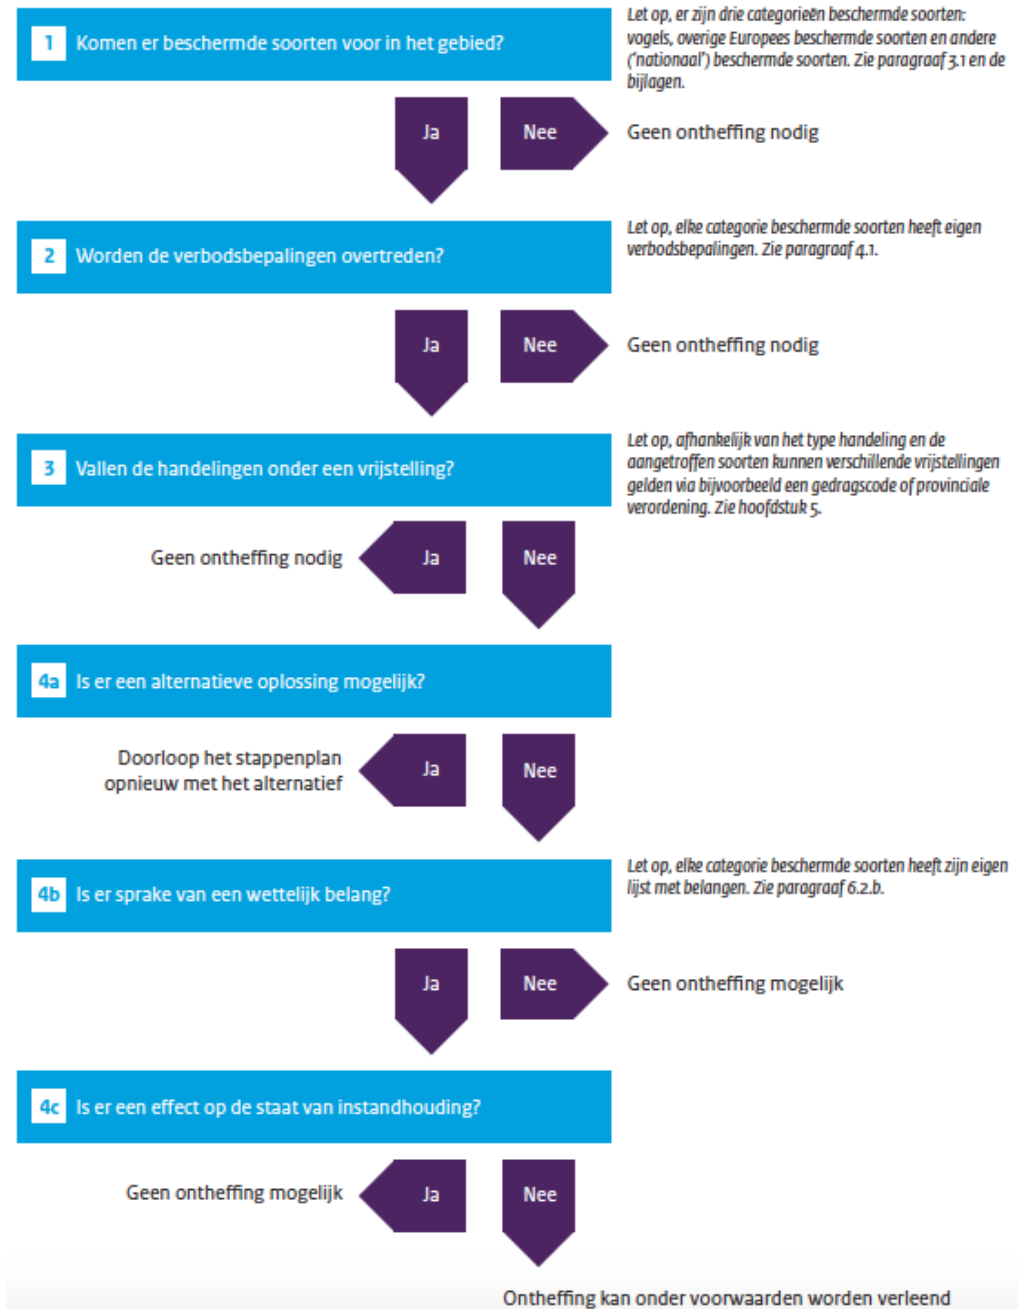 1 Komen er beschermde soorten voor in het gebied?
Let op, er zijn drie categorieën beschermde soorten:
vogels, overige Europees beschermde soorten en andere
('nationaal') beschermde soorten. Zie paragraaf 3.1 en de
bijlagen.
Ja
Nee
Geen ontheffing nodig
2 Worden de verbodsbepalingen overtreden?
Let op, elke categorie beschermde soorten heeft eigen
verbodsbepalingen. Zie paragraaf 4.1.
Ja
Nee
Geen ontheffing nodig
3 Vallen de handelingen onder een vrijstelling?
Let op, afhankelijk van het type handeling en de
aangetroffen soorten kunnen verschillende vrijstellingen
gelden via bijvoorbeeld een gedragscode of provinciale
verordening. Zie hoofdstuk 5.
Geen ontheffing nodig
Ja
Nee
4a Is er een alternatieve oplossing mogelijk?
Doorloop het stappenplan
opnieuw met het alternatief
Ja
Nee
4b Is er sprake van een wettelijk belang?
Let op, elke categorie beschermde soorten heeft zijn eigen
lijst met belangen. Zie paragraaf 6.2.b.
Ja
Nee
Geen ontheffing mogelijk
4c Is er een effect op de staat van instandhouding?
Geen ontheffing mogelijk
Ja
Nee
Ontheffing kan onder voorwaarden worden verleend